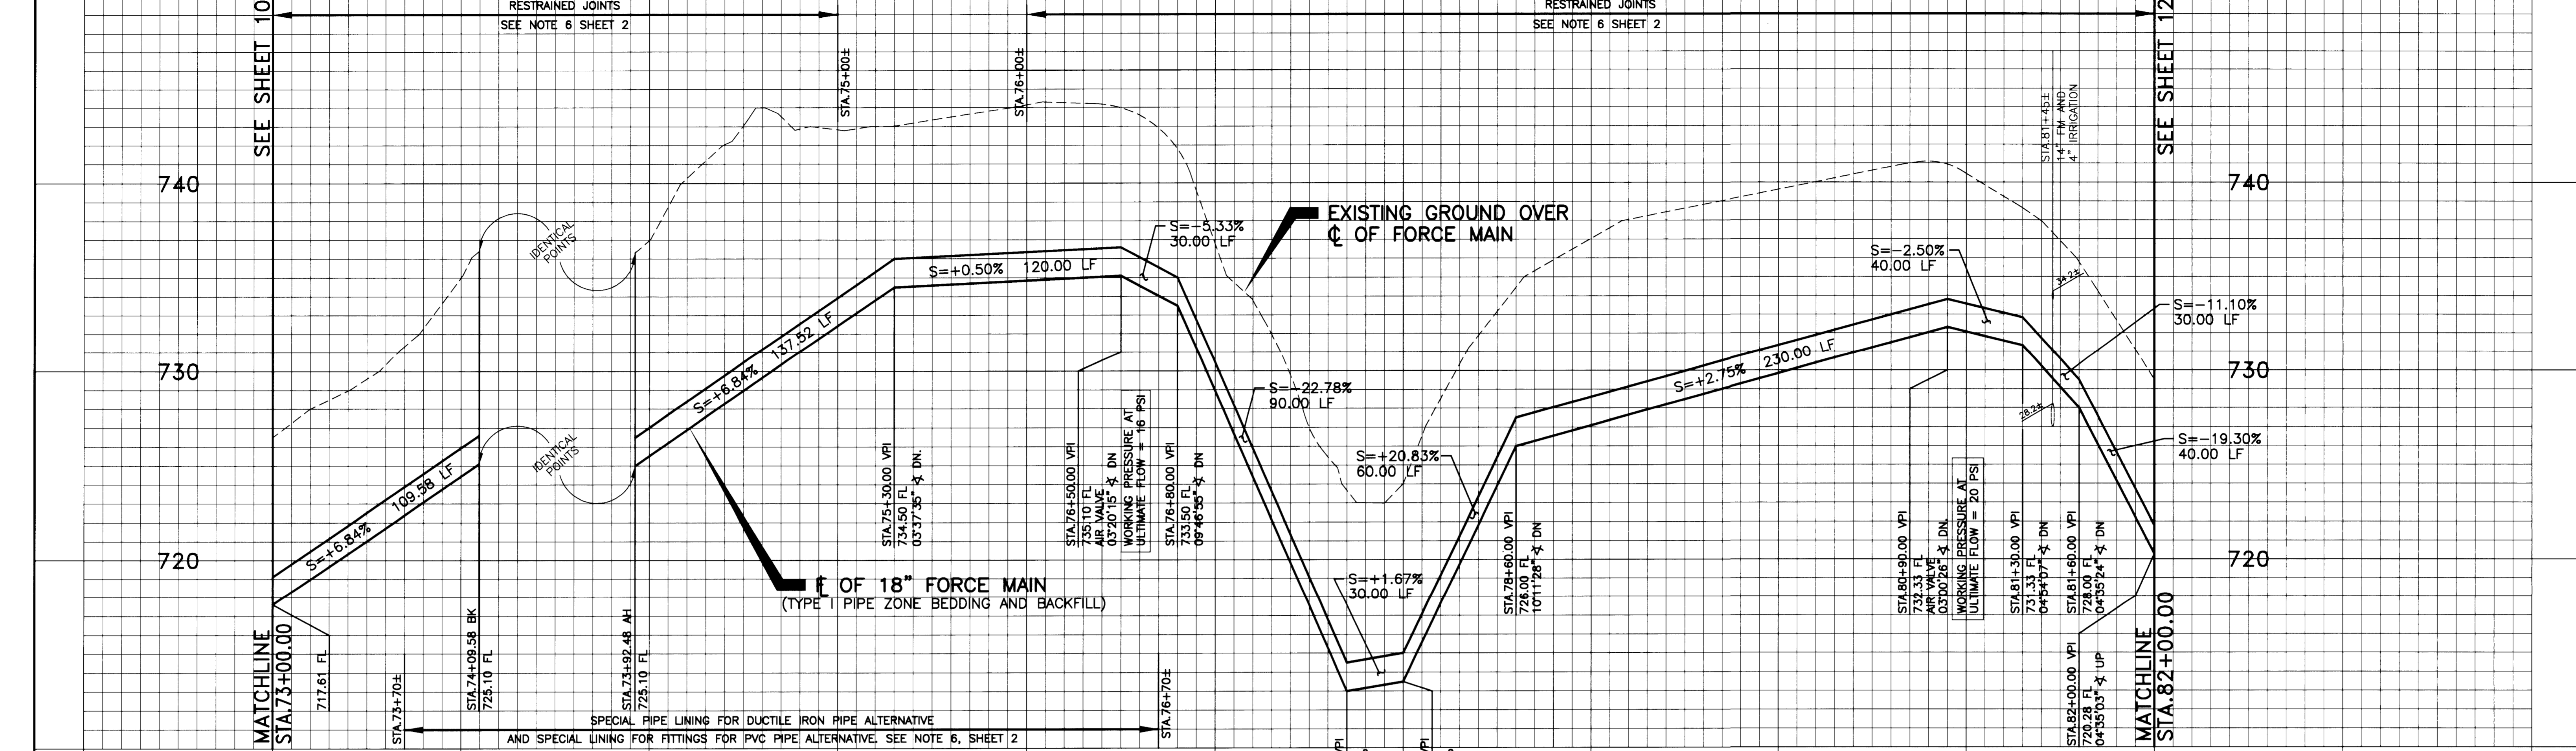 RESTRAINED JOINTS
SEE NOTE 6 SHEET 2
RESTRAINED JOINTS
SEE NOTE 6 SHEET 2
SEE SHEET 10
SEE SHEET 12
STA.75+00±
STA.76+00±
STA.81+45±
14" FM AND
4" IRRIGATION
740
740
730
730
720
720
IDENTICAL
POINTS
IDENTICAL
POINTS
EXISTING GROUND OVER
℄ OF FORCE MAIN
S=-5.33%
30.00 LF
S=+0.50% 120.00 LF
S=-2.50%
40.00 LF
34.2±
S=-11.10%
30.00 LF
S=+6.84% 137.52 LF
S=+6.84% 109.58 LF
S=-22.78%
90.00 LF
S=+2.75% 230.00 LF
28.2±
S=-19.30%
40.00 LF
S=+20.83%
60.00 LF
S=+1.67%
30.00 LF
STA.75+30.00 VPI
734.50 FL
03°37'35" ∢ DN.
STA.76+50.00 VPI
735.10 FL
AIR VALVE
03°20'15" ∢ DN
WORKING PRESSURE AT
ULTIMATE FLOW = 16 PSI
STA.76+80.00 VPI
733.50 FL
09°46'55" ∢ DN
STA.78+60.00 VPI
726.00 FL
10°11'28" ∢ DN
STA.80+90.00 VPI
732.33 FL
AIR VALVE
03°00'26" ∢ DN.
WORKING PRESSURE AT
ULTIMATE FLOW = 20 PSI
STA.81+30.00 VPI
731.33 FL
04°54'07" ∢ DN
STA.81+60.00 VPI
728.00 FL
04°35'24" ∢ DN
STA.82+00.00 VPI
720.28 FL
04°35'03" ∢ UP
OF 18" FORCE MAIN
(TYPE I PIPE ZONE BEDDING AND BACKFILL)
MATCHLINE
STA.73+00.00
717.61 FL
STA.73+70±
STA.74+09.58 BK
725.10 FL
STA.73+92.48 AH
725.10 FL
STA.76+70±
SPECIAL PIPE LINING FOR DUCTILE IRON PIPE ALTERNATIVE
AND SPECIAL LINING FOR FITTINGS FOR PVC PIPE ALTERNATIVE. SEE NOTE 6, SHEET 2
VPI
VPI
MATCHLINE
STA.82+00.00